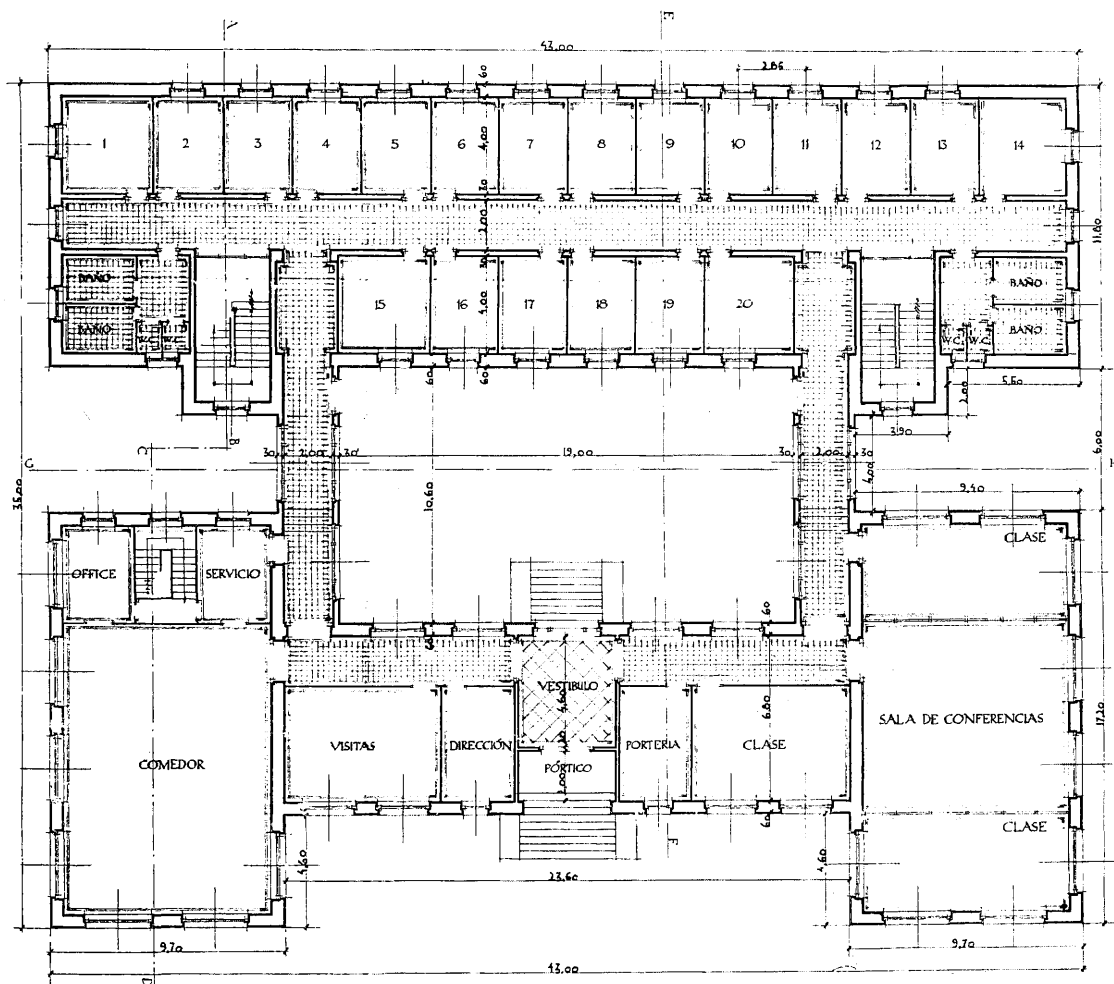 A
E
43,00
60
2.86
1
2
3
4
5
6
7
8
9
10
11
12
13
14
4,00
30
2,00
30
11,80
BAÑO
BAÑO
W.C.
W.C.
15
16
17
18
19
20
4,00
BAÑO
BAÑO
W.C.
W.C.
60
60
5,60
2,00
3,90
B
C
G
30
2,00
30
19,00
30
2,00
30
4,00
6,00
35,00
10,60
9,40
OFFICE
SERVICIO
CLASE
60
60
VESTÍBULO
4,60
6,80
SALA DE CONFERENCIAS
17,20
VISITAS
DIRECCIÓN
PORTERIA
CLASE
COMEDOR
PÓRTICO
2,00
60
CLASE
F
4,60
4,60
23,60
9,70
9,70
43,00
D